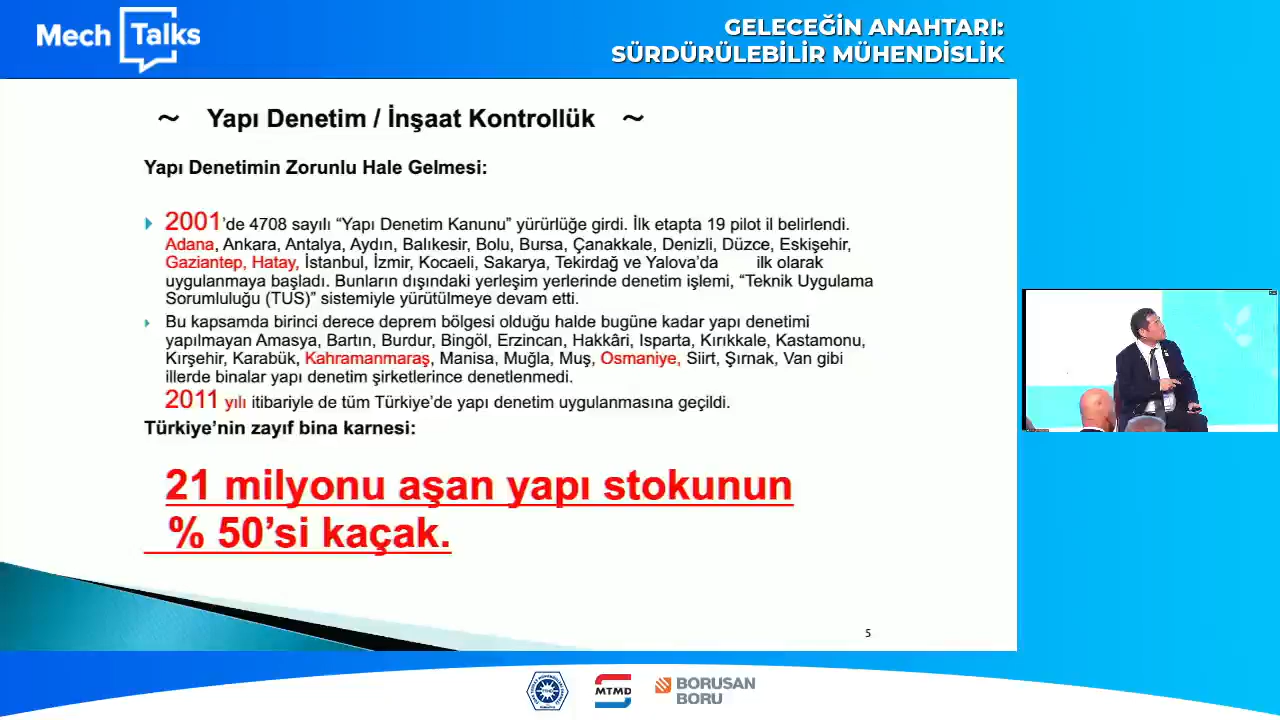 Mech Talks
GELECEĞİN ANAHTARI:
SÜRDÜRÜLEBİLİR MÜHENDİSLİK
~ Yapı Denetim / İnşaat Kontrollük ~
Yapı Denetimin Zorunlu Hale Gelmesi:
2001'de 4708 sayılı “Yapı Denetim Kanunu” yürürlüğe girdi. İlk etapta 19 pilot il belirlendi.
Adana, Ankara, Antalya, Aydın, Balıkesir, Bolu, Bursa, Çanakkale, Denizli, Düzce, Eskişehir,
Gaziantep, Hatay, İstanbul, İzmir, Kocaeli, Sakarya, Tekirdağ ve Yalova’da ilk olarak
uygulanmaya başladı. Bunların dışındaki yerleşim yerlerinde denetim işlemi, “Teknik Uygulama
Sorumluluğu (TUS)” sistemiyle yürütülmeye devam etti.
Bu kapsamda birinci derece deprem bölgesi olduğu halde bugüne kadar yapı denetimi
yapılmayan Amasya, Bartın, Burdur, Bingöl, Erzincan, Hakkâri, Isparta, Kırıkkale, Kastamonu,
Kırşehir, Karabük, Kahramanmaraş, Manisa, Muğla, Muş, Osmaniye, Siirt, Şırnak, Van gibi
illerde binalar yapı denetim şirketlerince denetlenmedi.
2011 yılı itibariyle de tüm Türkiye’de yapı denetim uygulanmasına geçildi.
Türkiye’nin zayıf bina karnesi:
21 milyonu aşan yapı stokunun
% 50’si kaçak.
5
MTMD
BORUSAN
BORU